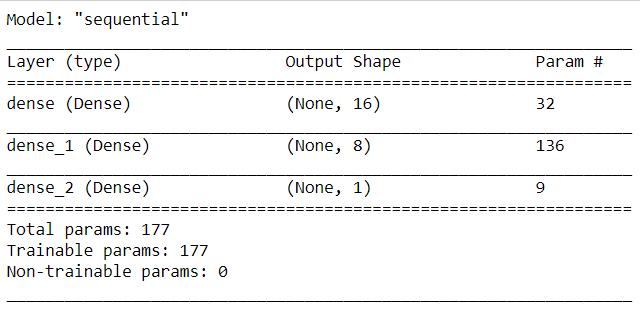 Model: "sequential"
_________________________________________________________________
Layer (type)                 Output Shape              Param #
=================================================================
dense (Dense)                (None, 16)                32
_________________________________________________________________
dense_1 (Dense)              (None, 8)                 136
_________________________________________________________________
dense_2 (Dense)              (None, 1)                 9
=================================================================
Total params: 177
Trainable params: 177
Non-trainable params: 0
_________________________________________________________________